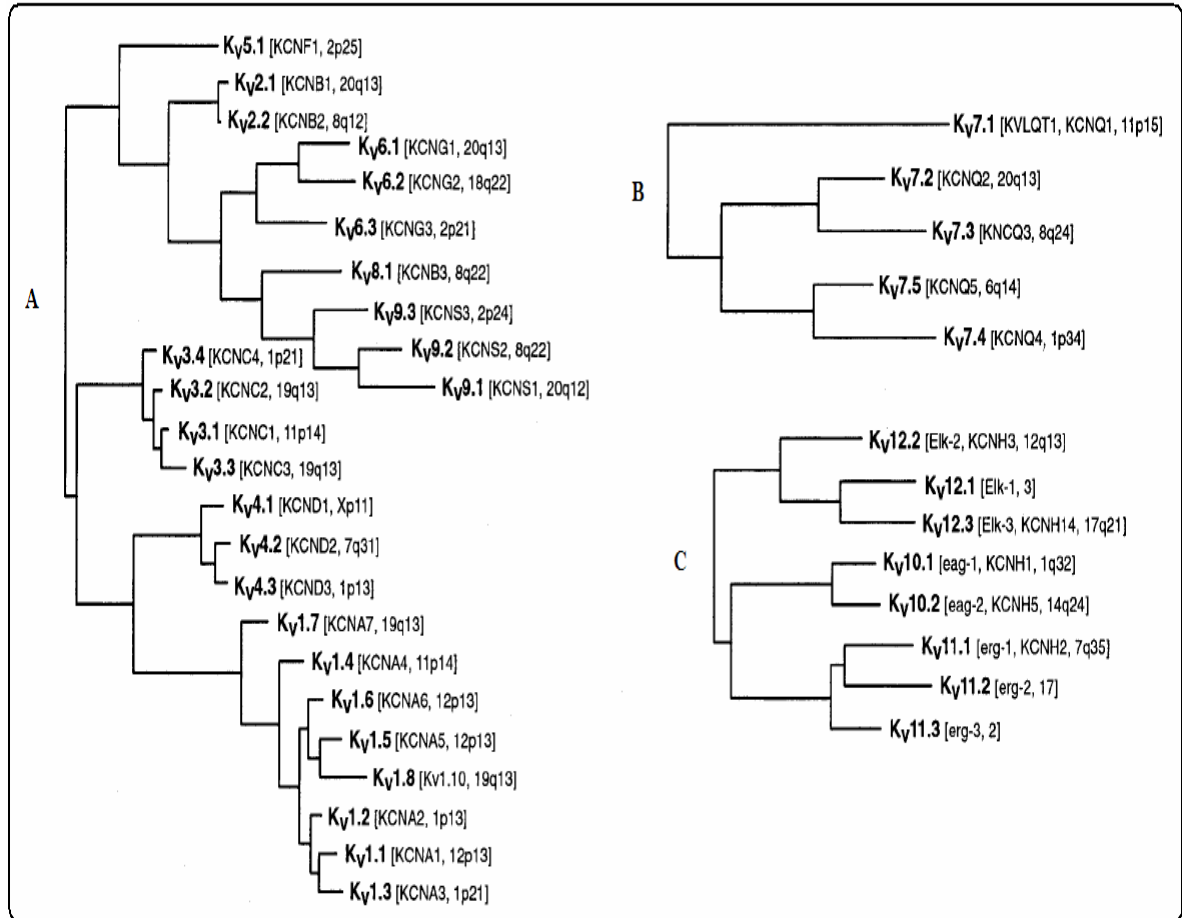 A
Kv5.1 [KCNF1, 2p25]
Kv2.1 [KCNB1, 20q13]
Kv2.2 [KCNB2, 8q12]
Kv6.1 [KCNG1, 20q13]
Kv6.2 [KCNG2, 18q22]
Kv6.3 [KCNG3, 2p21}
Kv8.1 [KCNB3, 8q22]
Kv9.3 [KCNS3, 2p24]
Kv9.2 [KCNS2, 8q22]
Kv9.1 [KCNS1, 20q12]
Kv3.4 [KCNC4, 1p21]
Kv3.2 [KCNC2, 19q13]
Kv3.1 [KCNC1, 11p14]
Kv3.3 [KCNC3, 19q13]
Kv4.1 [KCND1, Xp11]
Kv4.2 [KCND2, 7q31]
Kv4.3 [KCND3, 1p13]
Kv1.7 [KCNA7, 19q13]
Kv1.4 [KCNA4, 11p14]
Kv1.6 [KCNA6, 12p13]
Kv1.5 [KCNA5, 12p13]
Kv1.8 [Kv1.10, 19q13]
Kv1.2 [KCNA2, 1p13]
Kv1.1 [KCNA1, 12p13]
Kv1.3 [KCNA3, 1p21]
B
Kv7.1 [KVLQT1, KCNQ1, 11p15]
Kv7.2 [KCNQ2, 20q13]
Kv7.3 [KNCQ3, 8q24]
Kv7.5 [KCNQ5, 6q14]
Kv7.4 [KCNQ4, 1p34]
C
Kv12.2 [Elk-2, KCNH3, 12q13]
Kv12.1 [Elk-1, 3]
Kv12.3 [Elk-3, KCNH14, 17q21]
Kv10.1 [eag-1, KCNH1, 1q32]
Kv10.2 [eag-2, KCNH5, 14q24]
Kv11.1 [erg-1, KCNH2, 7q35]
Kv11.2 [erg-2, 17]
Kv11.3 [erg-3, 2]